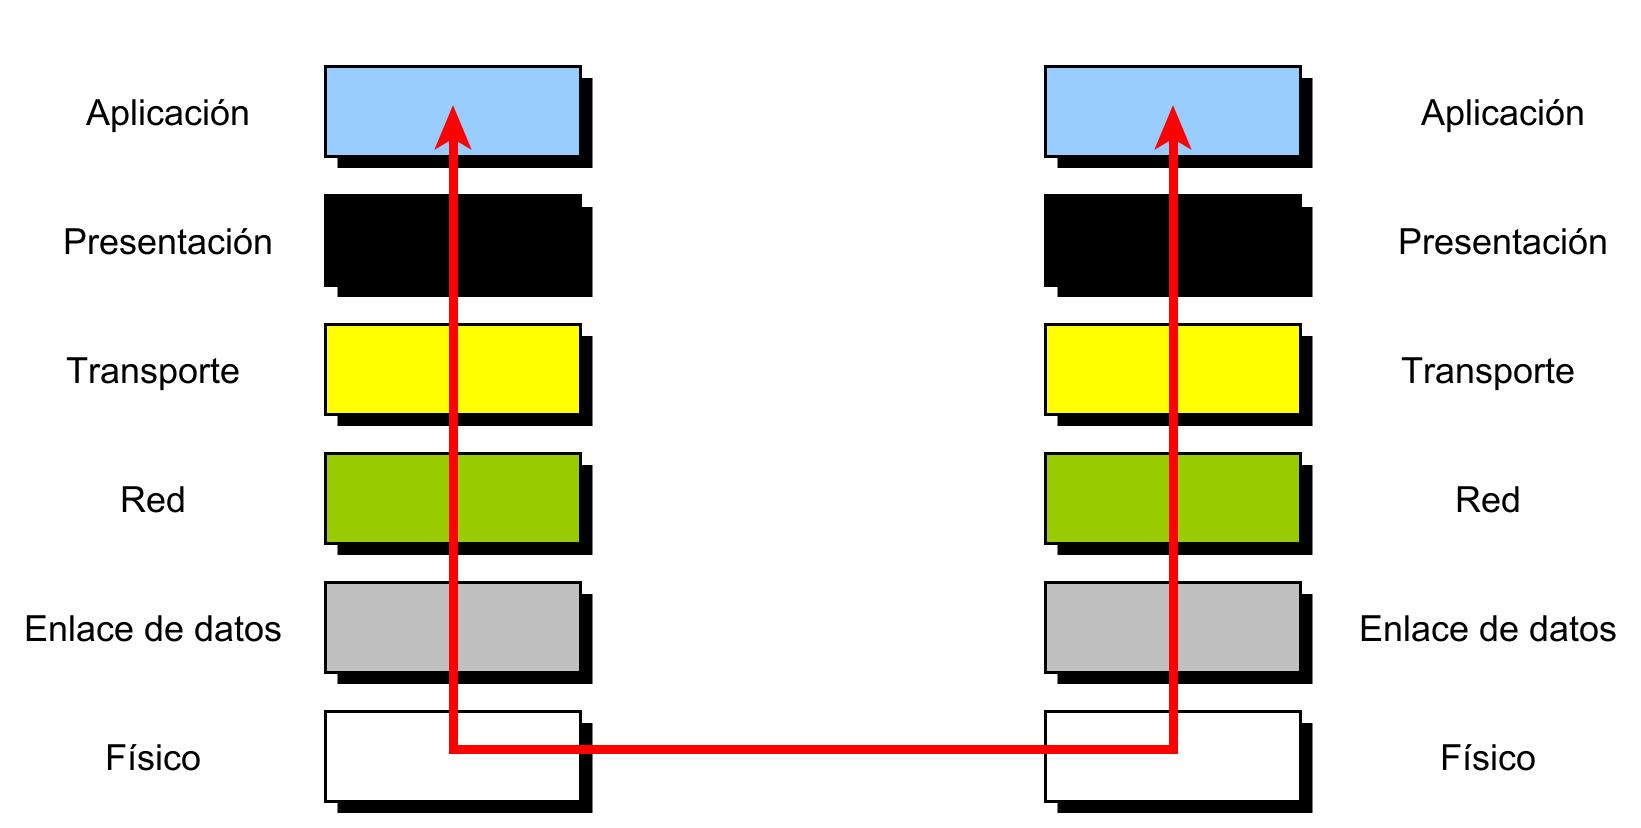 Aplicación
Aplicación
Presentación
Presentación
Transporte
Transporte
Red
Red
Enlace de datos
Enlace de datos
Físico
Físico